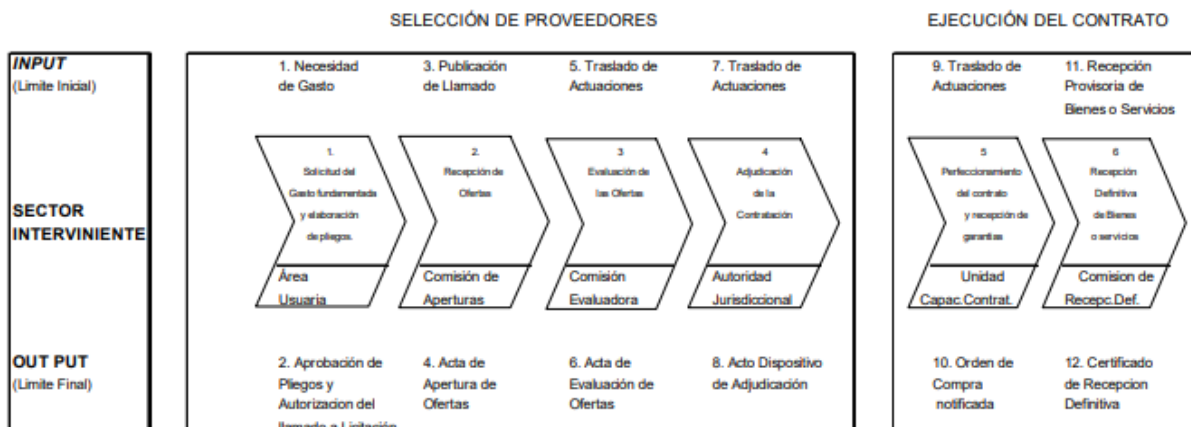 SELECCIÓN DE PROVEEDORES
EJECUCIÓN DEL CONTRATO
INPUT
(Limite Inicial)
1. Necesidad
de Gasto
3. Publicación
de Llamado
5. Traslado de
Actuaciones
7. Traslado de
Actuaciones
9. Traslado de
Actuaciones
11. Recepción
Provisoria de
Bienes o Servicios
SECTOR
INTERVINIENTE
1.
Solicitud del
Gasto fundamentada
y elaboración
de pliegos.
Área
Usuaria
2.
Recepción de
Ofertas
Comisión de
Aperturas
3
Evaluación de
las Ofertas
Comisión
Evaluadora
4
Adjudicación
de la
Contratación
Autoridad
Jurisdiccional
5
Perfeccionamiento
del contrato
y recepción de
garantias
Unidad
Capac.Contrat.
6
Recepción
Definitiva
de Bienes
o servicios
Comision de
Recepc.Def.
OUT PUT
(Limite Final)
2. Aprobación de
Pliegos y
Autorizacion del
llamado a Licitación
4. Acta de
Apertura de
Ofertas
6. Acta de
Evaluación de
Ofertas
8. Acto Dispositivo
de Adjudicación
10. Orden de
Compra
notificada
12. Certificado
de Recepcion
Definitiva